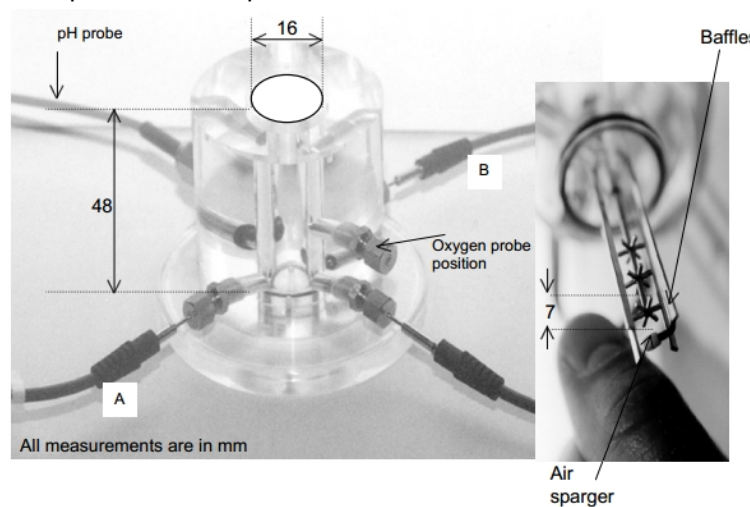 16
pH probe
Baffles
B
48
Oxygen probe
position
7
A
All measurements are in mm
Air
sparger